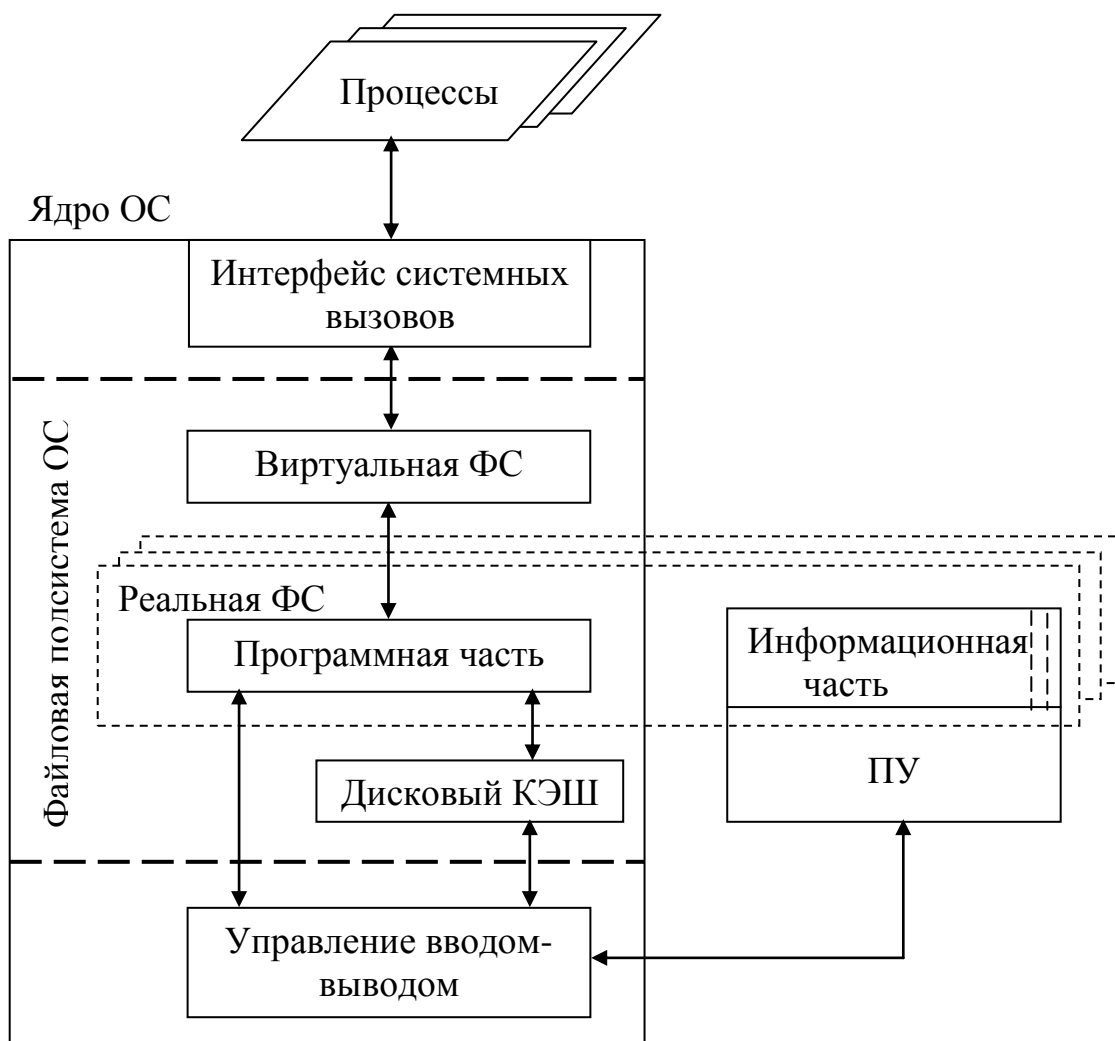 Процессы
Ядро ОС
Интерфейс системных
вызовов
Файловая подсистема ОС
Виртуальная ФС
Реальная ФС
Программная часть
Информационная
часть
Дисковый КЭШ
ПУ
Управление вводом-
выводом